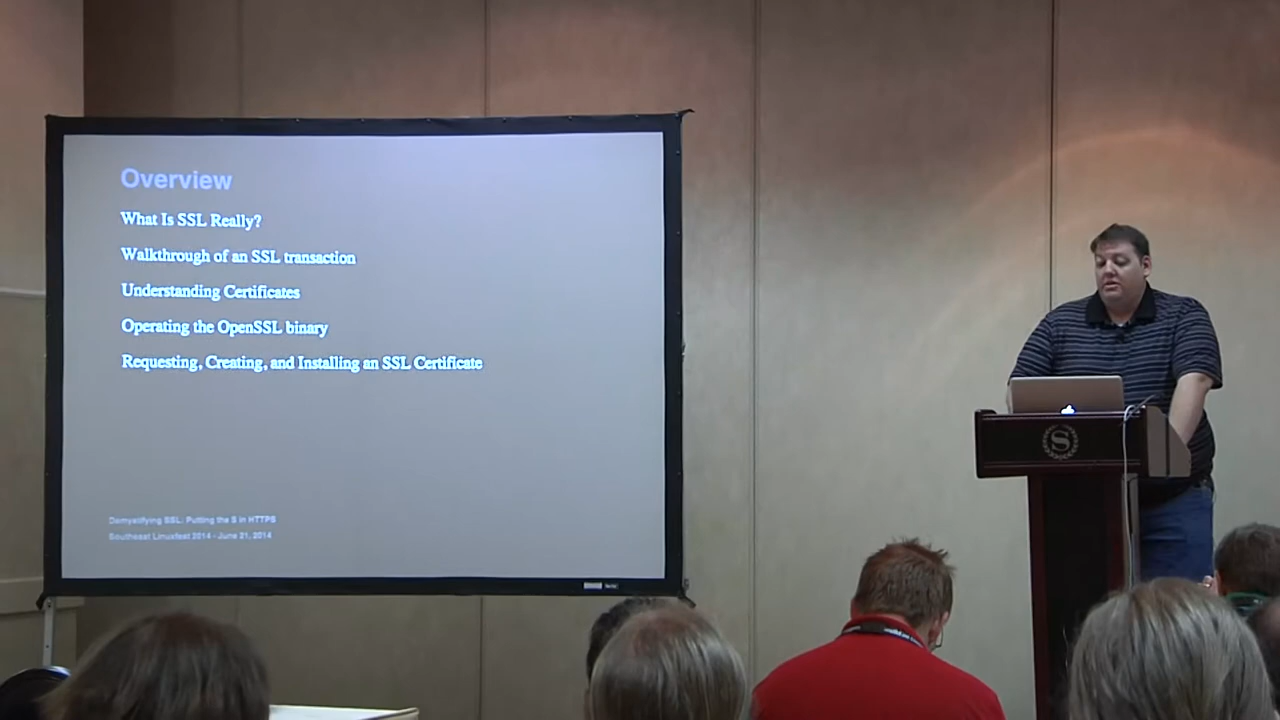 Overview
What Is SSL Really?
Walkthrough of an SSL transaction
Understanding Certificates
Operating the OpenSSL binary
Requesting, Creating, and Installing an SSL Certificate
Demystifying SSL: Putting the S in HTTPS
Southeast Linuxfest 2014 - June 21, 2014
S